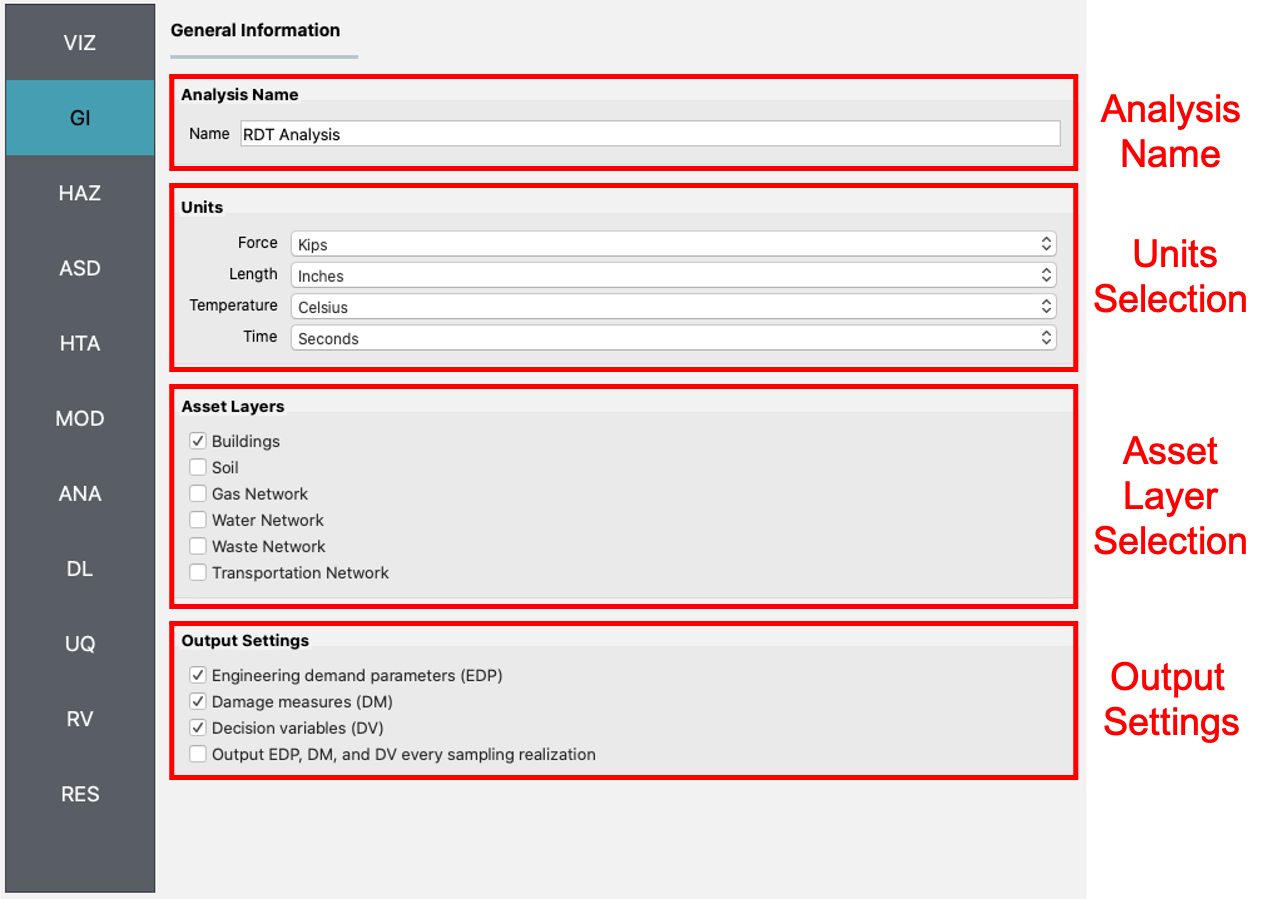 VIZ
GI
HAZ
ASD
HTA
MOD
ANA
DL
UQ
RV
RES
General Information
Analysis Name
Name RDT Analysis
Units
Force Kips
Length Inches
Temperature Celsius
Time Seconds
Asset Layers
Buildings
Soil
Gas Network
Water Network
Waste Network
Transportation Network
Output Settings
Engineering demand parameters (EDP)
Damage measures (DM)
Decision variables (DV)
Output EDP, DM, and DV every sampling realization
Analysis
Name
Units
Selection
Asset
Layer
Selection
Output
Settings